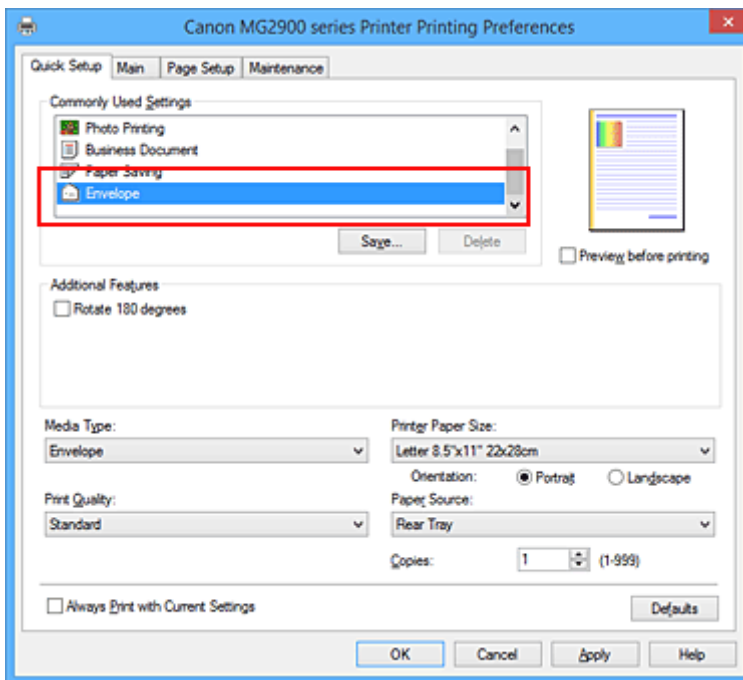 Canon MG2900 series Printer Printing Preferences
Quick Setup Main Page Setup Maintenance
Commonly Used Settings
Photo Printing
Business Document
Paper Saving
Envelope
Save... Delete
Preview before printing
Additional Features
Rotate 180 degrees
Media Type: Printer Paper Size:
Envelope Letter 8.5"x11" 22x28cm
Orientation: Portrait Landscape
Print Quality: Paper Source:
Standard Rear Tray
Copies: 1 (1-999)
Always Print with Current Settings Defaults
OK Cancel Apply Help